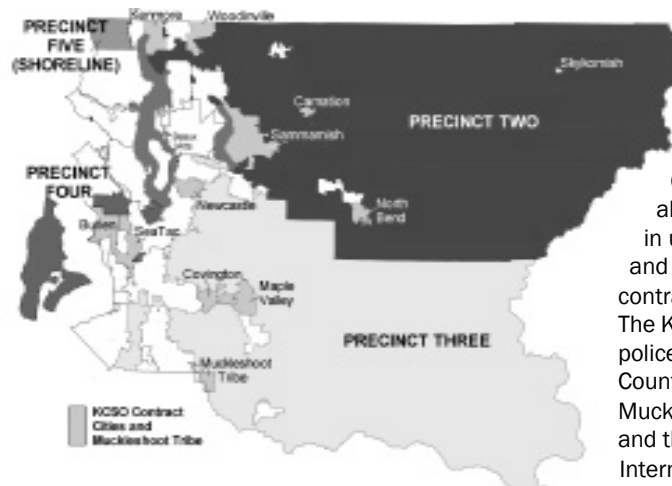 Kenmore
Woodinville
PRECINCT
FIVE
(SHORELINE)
Skykomish
Carnation
PRECINCT TWO
Beaux
Arts
Sammamish
PRECINCT
FOUR
Newcastle
North
Bend
Burien
SeaTac
Covington
Maple
Valley
PRECINCT THREE
Muckleshoot
Tribe
KCSO Contract
Cities and
Muckleshoot Tribe
in
and
contra
The K
police
Count
Muck
and th
Intern